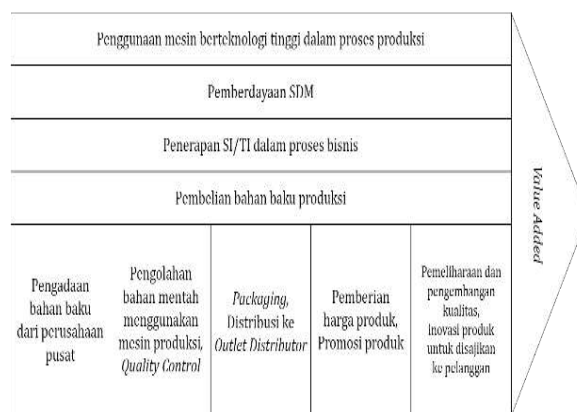 Penggunaan mesin berteknologi tinggi dalam proses produksi
Pemberdayaan SDM
Penerapan SI/TI dalam proses bisnis
Pembelian bahan baku produksi
Pengadaan
bahan baku
dari perusahaan
pusat
Pengolahan
bahan mentah
menggunakan
mesin produksi,
Quality Control
Packaging,
Distribusi ke
Outlet Distributor
Pemberian
harga produk,
Promosi produk
Pemeliharaan dan
pengembangan
kualitas,
Inovasi produk
untuk disajikan
ke pelanggan
Value Added